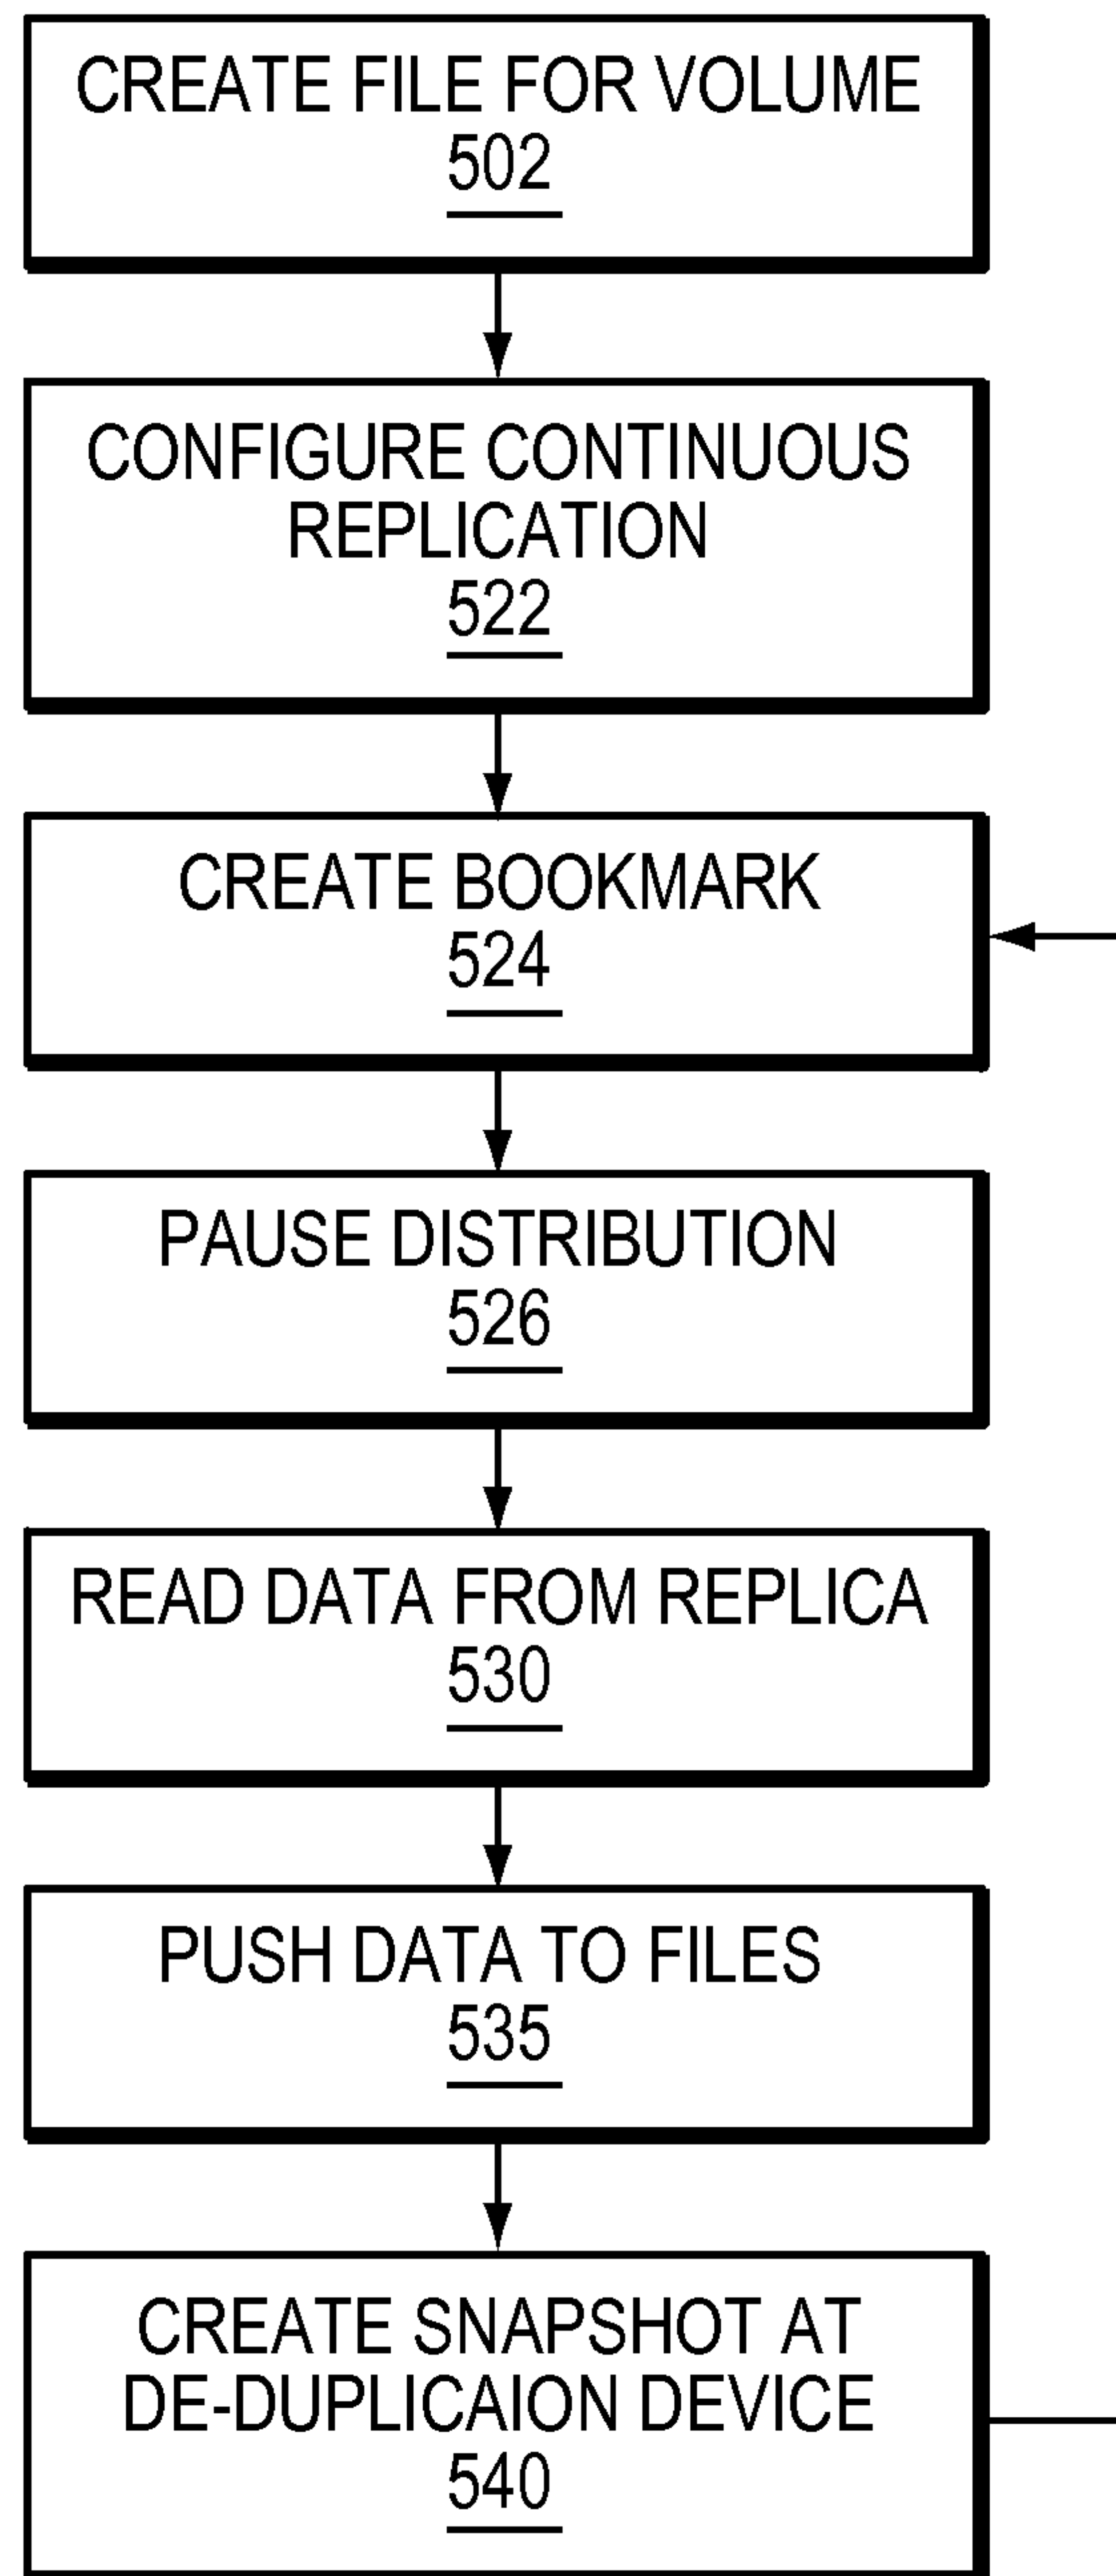 CREATE FILE FOR VOLUME
502
CONFIGURE CONTINUOUS
REPLICATION
522
CREATE BOOKMARK
524
PAUSE DISTRIBUTION
526
READ DATA FROM REPLICA
530
PUSH DATA TO FILES
535
CREATE SNAPSHOT AT
DE-DUPLICAION DEVICE
540